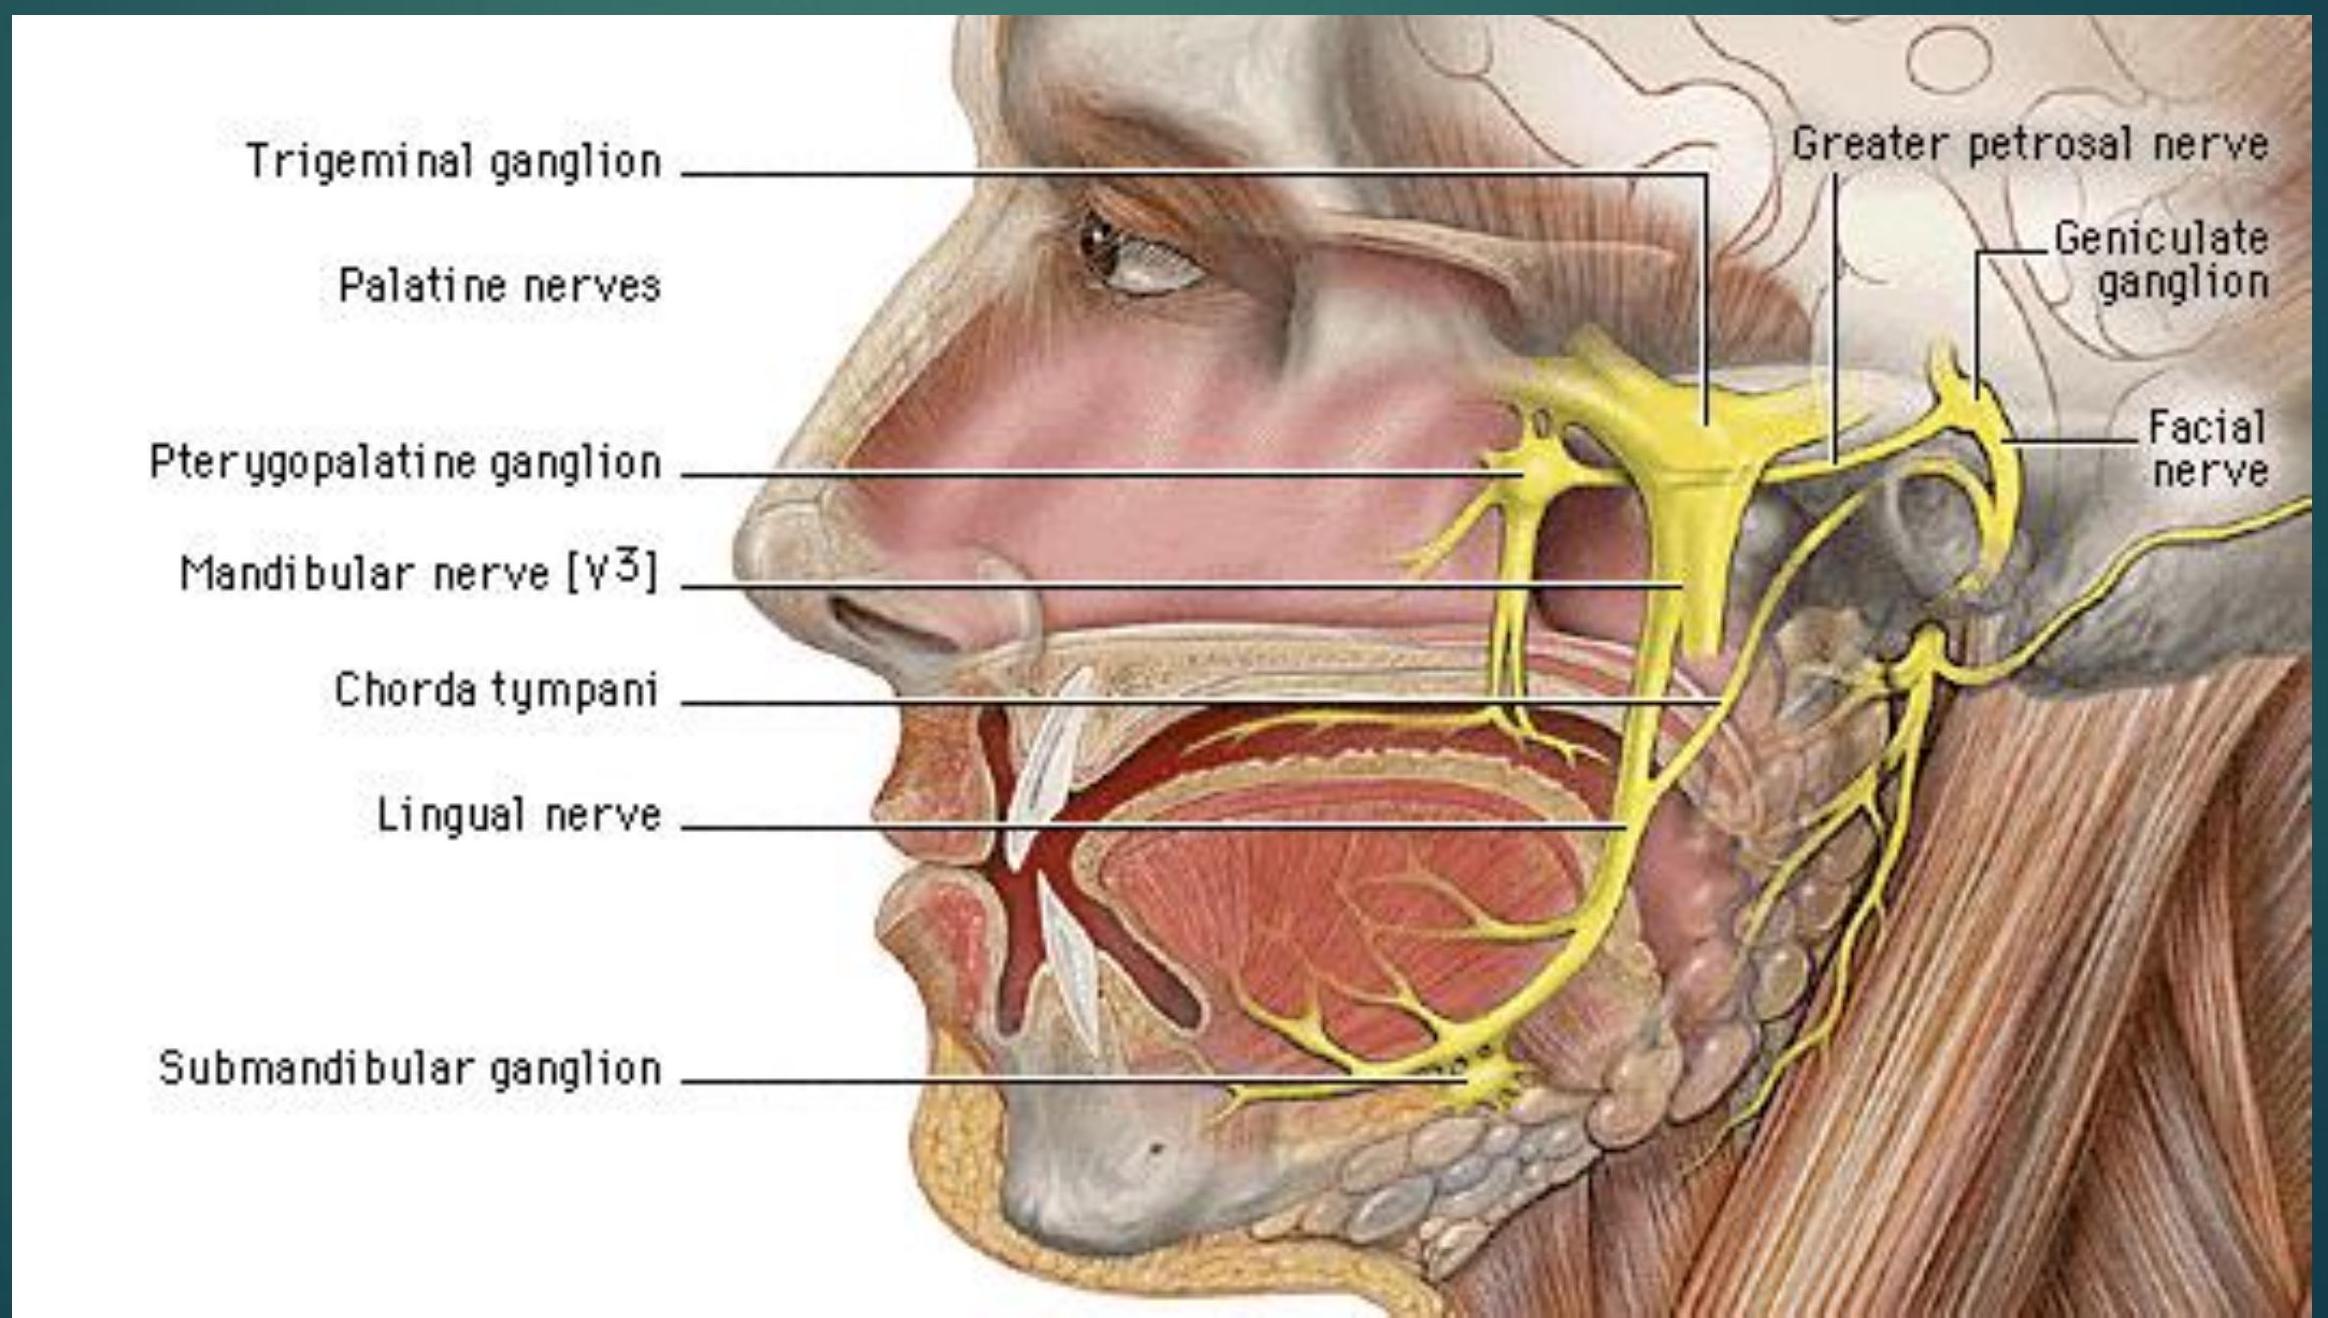 Trigeminal ganglion
Palatine nerves
Pterygopalatine ganglion
Mandibular nerve [V3]
Chorda tympani
Lingual nerve
Submandibular ganglion
Greater petrosal nerve
Geniculate
ganglion
Facial
nerve